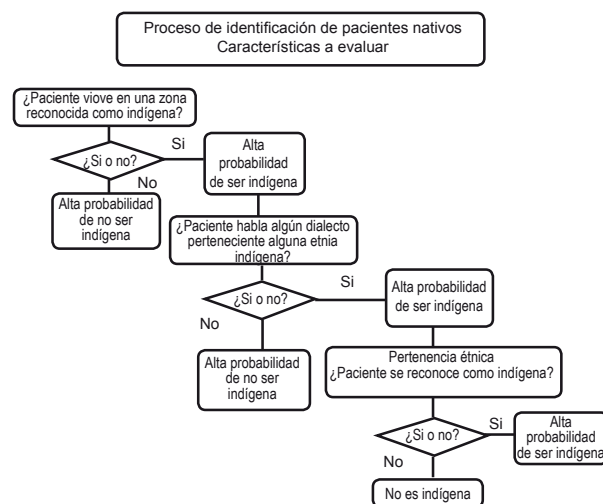 Proceso de identificación de pacientes nativos
Características a evaluar
¿Paciente viove en una zona
reconocida como indígena?
¿Si o no?
Si
No
Alta
probabilidad
de ser indígena
Alta probabilidad
de no ser
indígena
¿Paciente habla algún dialecto
perteneciente alguna etnia
indígena?
¿Si o no?
Si
No
Alta probabilidad
de ser indígena
Alta probabilidad
de no ser
indígena
Pertenencia étnica
¿Paciente se reconoce como indígena?
¿Si o no?
Si
No
Alta
probabilidad
de ser indígena
No es indígena